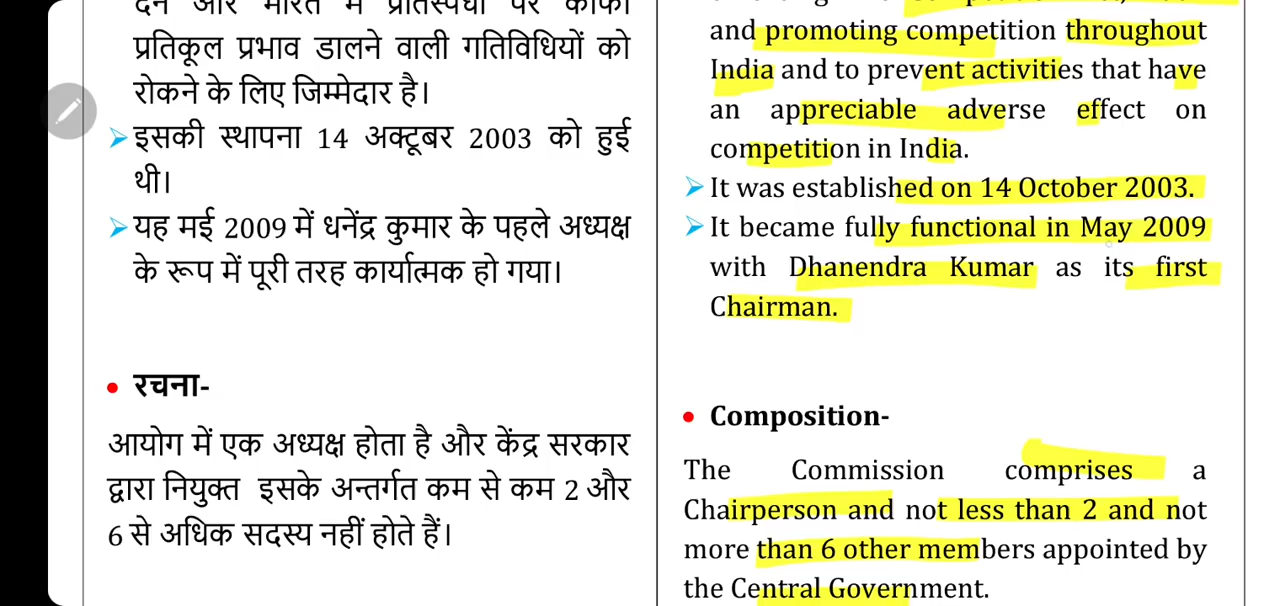 प्रतिकूल प्रभाव डालने वाली गतिविधियों को
रोकने के लिए जिम्मेदार है।
इसकी स्थापना 14 अक्टूबर 2003 को हुई
थी।
यह मई 2009 में धनेंद्र कुमार के पहले अध्यक्ष
के रूप में पूरी तरह कार्यात्मक हो गया।
रचना-
आयोग में एक अध्यक्ष होता है और केंद्र सरकार
द्वारा नियुक्त इसके अन्तर्गत कम से कम 2 और
6 से अधिक सदस्य नहीं होते हैं।
and promoting competition throughout
India and to prevent activities that have
an appreciable adverse effect on
competition in India.
It was established on 14 October 2003.
It became fully functional in May 2009
with Dhanendra Kumar as its first
Chairman.
Composition-
The Commission comprises a
Chairperson and not less than 2 and not
more than 6 other members appointed by
the Central Government.